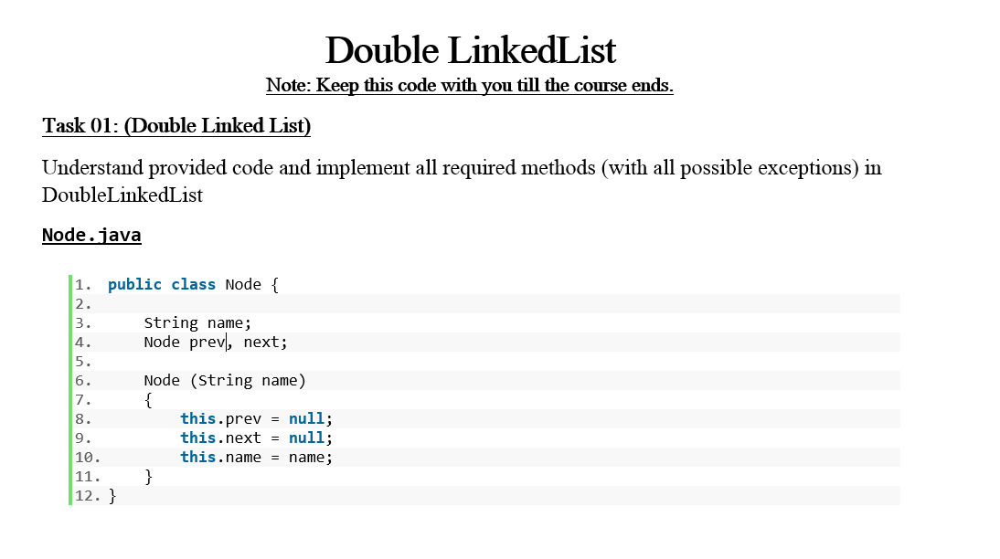 Double LinkedList
Note: Keep this code with you till the course ends.
Task 01: (Double Linked List)
Understand provided code and implement all required methods (with all possible exceptions) in
DoubleLinkedList
Node.java
1. public class Node {
2.
3.     String name;
4.     Node prev, next;
5.
6.     Node (String name)
7.     {
8.         this.prev = null;
9.         this.next = null;
10.         this.name = name;
11.     }
12. }